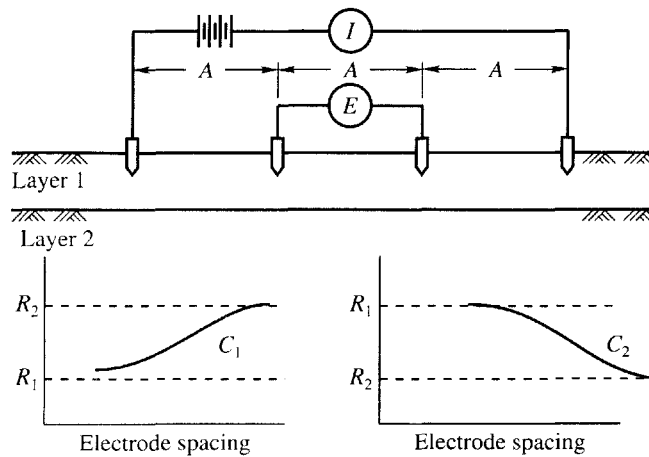 I
A A A
E
Layer 1
Layer 2
R2 C1
R1
Electrode spacing
R1 C2
R2
Electrode spacing